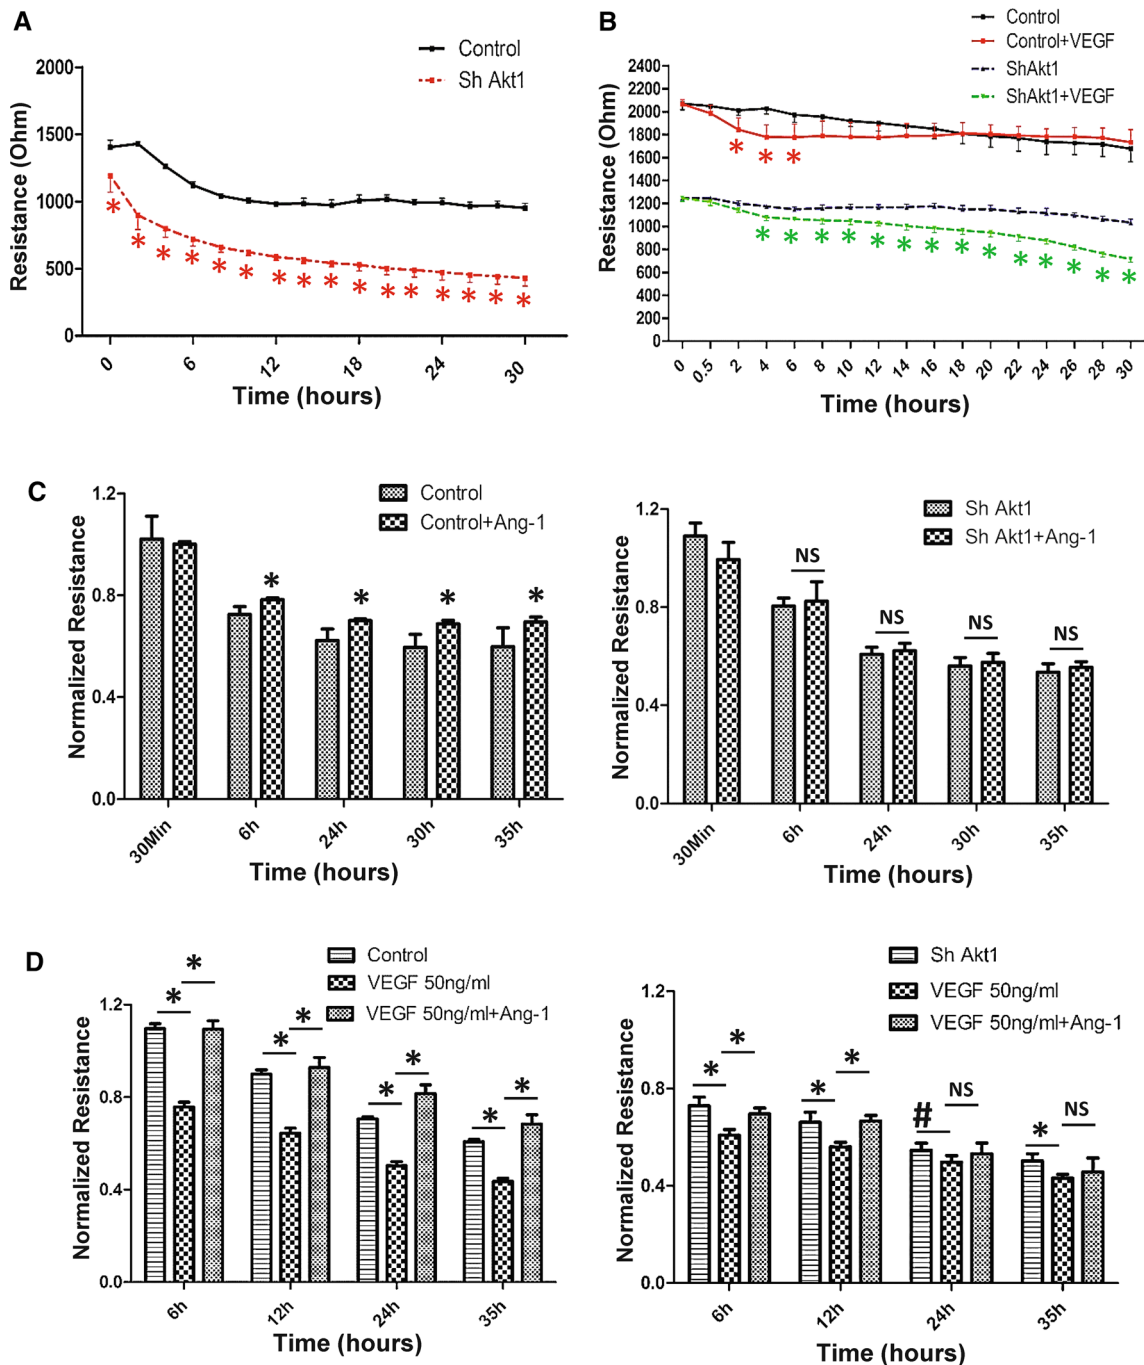 A
Control
Sh Akt1
2000
1500
1000
500
0
Resistance (Ohm)
* * * * * * * * * * * * * * * *
0 6 12 18 24 30
Time (hours)
B
Control
Control+VEGF
ShAkt1
ShAkt1+VEGF
2400
2200
2000
1800
1600
1400
1200
1000
800
600
400
200
0
Resistance (Ohm)
* * *
* * * * * * * * * * * * * *
0 0.5 2 4 6 8 10 12 14 16 18 20 22 24 26 28 30
Time (hours)
C
Control
Control+Ang-1
1.2
0.8
0.4
0.0
Normalized Resistance
* * * *
30Min 6h 24h 30h 35h
Time (hours)
Sh Akt1
Sh Akt1+Ang-1
1.2
0.8
0.4
0.0
Normalized Resistance
NS NS NS NS
30Min 6h 24h 30h 35h
Time (hours)
D
Control
VEGF 50ng/ml
VEGF 50ng/ml+Ang-1
1.2
0.8
0.4
0.0
Normalized Resistance
* * * * * * * *
6h 12h 24h 35h
Time (hours)
Sh Akt1
VEGF 50ng/ml
VEGF 50ng/ml+Ang-1
1.2
0.8
0.4
0.0
Normalized Resistance
* * * * # NS * NS
6h 12h 24h 35h
Time (hours)